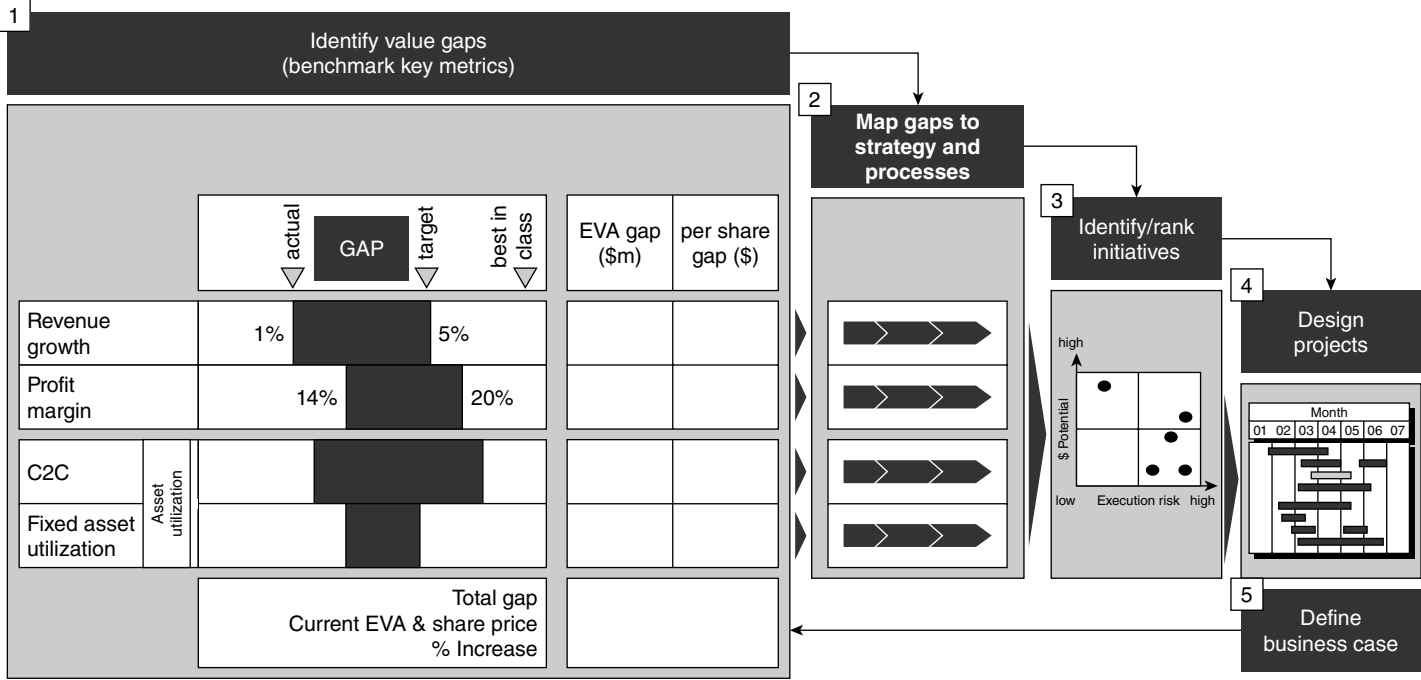 1
Identify value gaps
(benchmark key metrics)
2
Map gaps to
strategy and
processes
3
Identify/rank
initiatives
4
Design
projects
actual
GAP
target
best in
class
EVA gap
($m)
per share
gap ($)
Revenue
growth
1%
5%
Profit
margin
14%
20%
C2C
Asset
utilization
Fixed asset
utilization
Total gap
Current EVA & share price
% Increase
high
$ Potential
low
Execution risk
high
Month
01 02 03 04 05 06 07
5
Define
business case